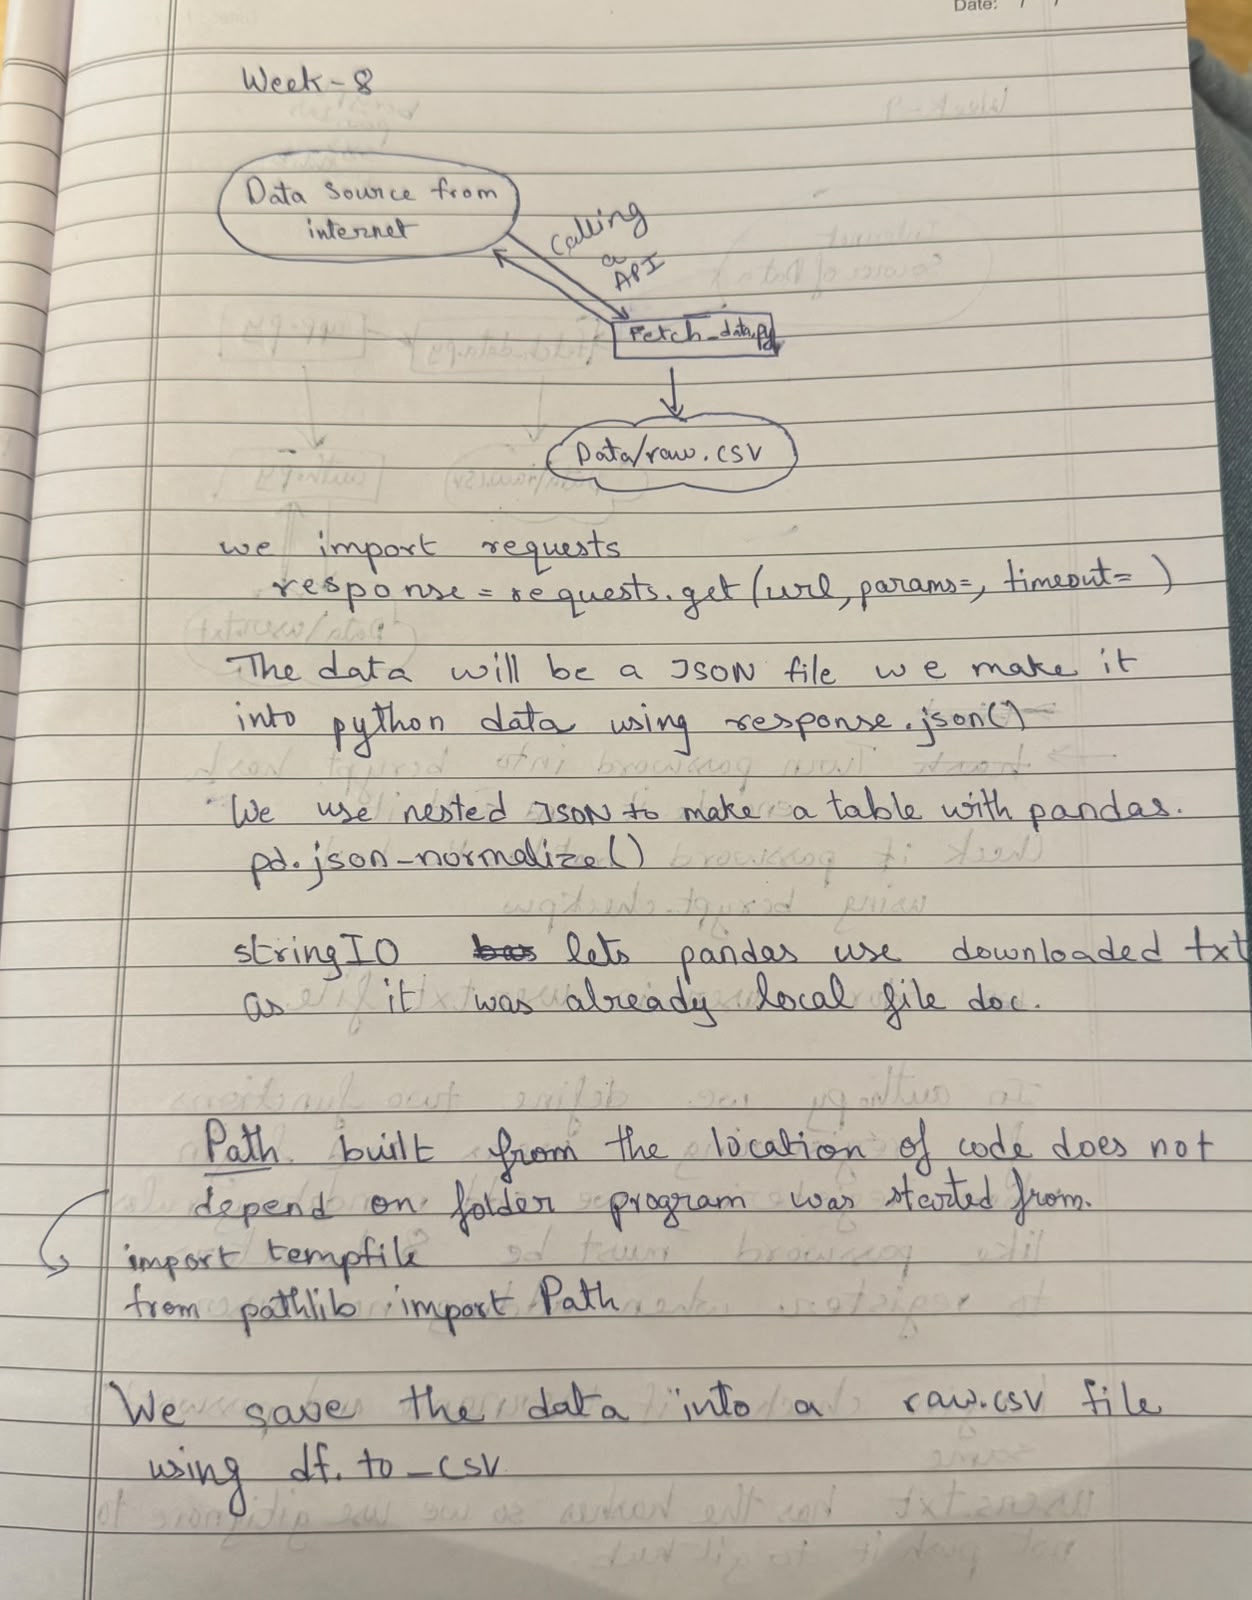 Date: / /
Week-8
Data Source from
internet
Calling
a
API
Fetch_data.py
Data/raw.csv
we import requests
response = requests.get(url, params=, timeout= )
The data will be a JSON file we make it
into python data using response.json()
We use nested JSON to make a table with pandas.
pd.json_normalize()
stringIO lets pandas use downloaded txt
as it was already local file doc.
Path built from the location of code does not
depend on folder program was started from.
import tempfile
from pathlib import Path
We save the data into a raw.csv file
using df.to_csv